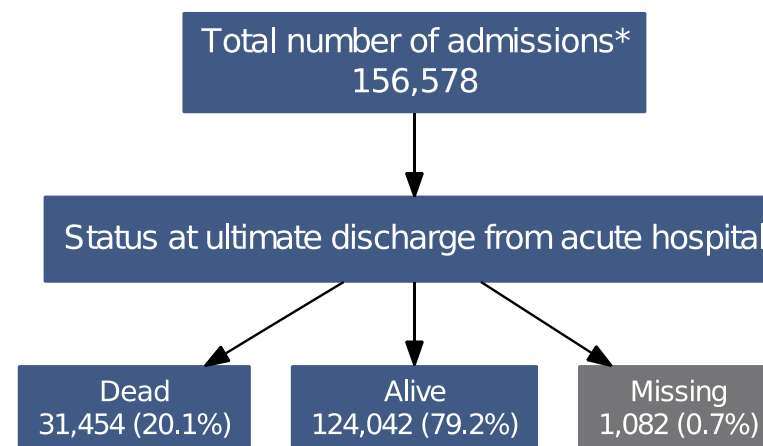 Total number of admissions*
156,578
Status at ultimate discharge from acute hospital
Dead
31,454 (20.1%)
Alive
124,042 (79.2%)
Missing
1,082 (0.7%)